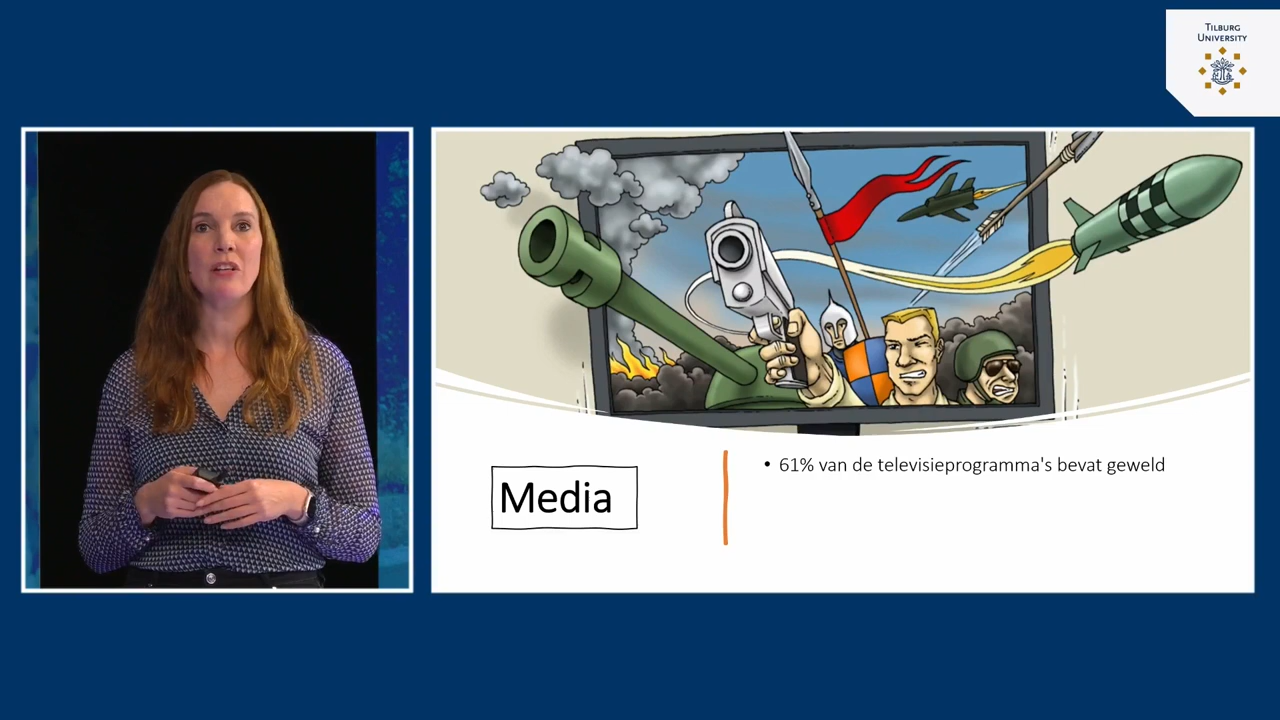 TILBURG
UNIVERSITY
Media
• 61% van de televisieprogramma's bevat geweld